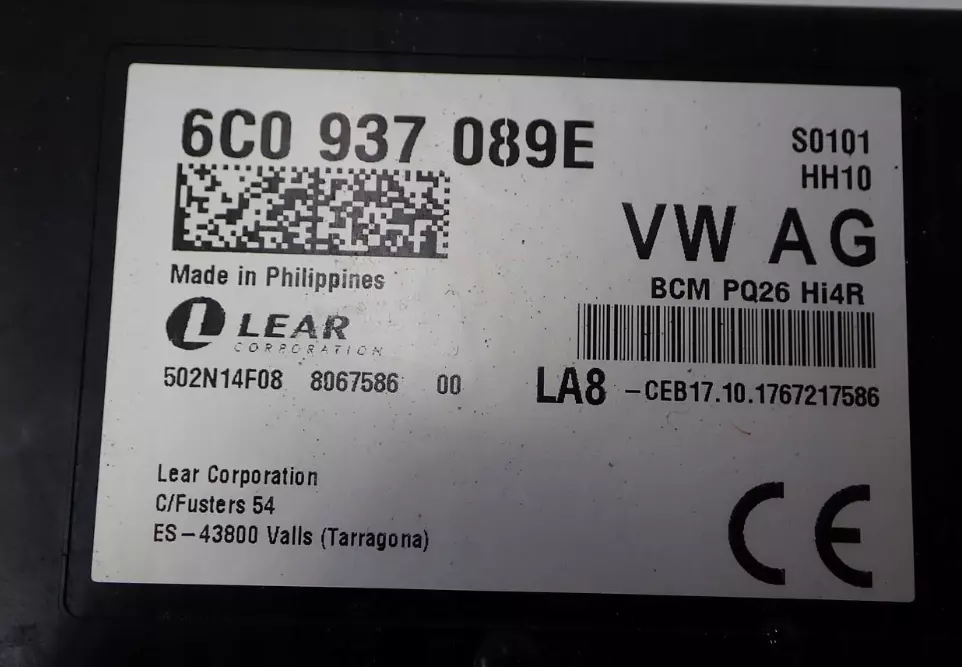 6C0 937 089E
S0101
HH10
VW AG
BCM PQ26 Hi4R
Made in Philippines
LEAR
CORPORATION
502N14F08 8067586 00
LA8 -CEB17.10.1767217586
Lear Corporation
C/Fusters 54
ES-43800 Valls (Tarragona)
CE